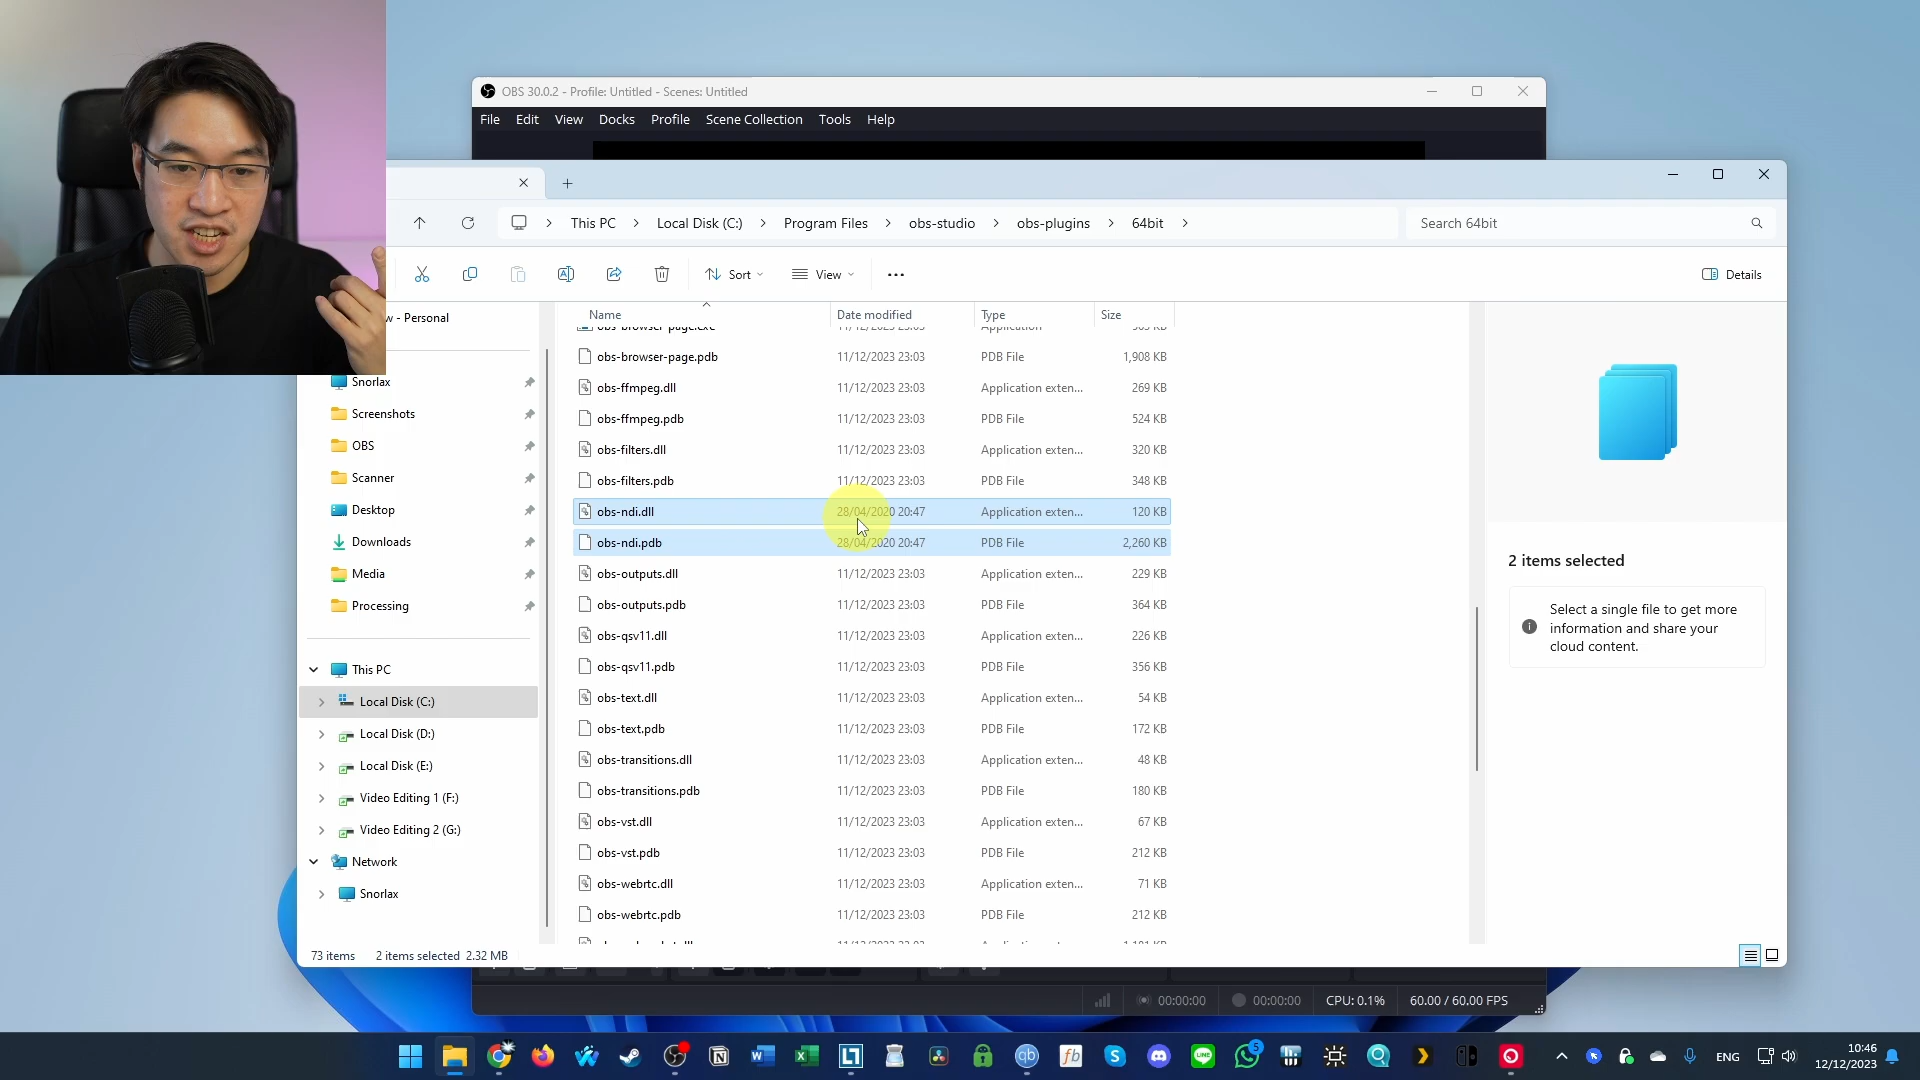 OBS 30.0.2 - Profile: Untitled - Scenes: Untitled
File Edit View Docks Profile Scene Collection Tools Help
This PC > Local Disk (C:) > Program Files > obs-studio > obs-plugins > 64bit >
Search 64bit
Sort View ... Details
w - Personal
Snorlax
Screenshots
OBS
Scanner
Desktop
Downloads
Media
Processing
This PC
Local Disk (C:)
Local Disk (D:)
Local Disk (E:)
Video Editing 1 (F:)
Video Editing 2 (G:)
Network
Snorlax
Name Date modified Type Size
obs-browser-page.exe 11/12/2023 23:03 Application
obs-browser-page.pdb 11/12/2023 23:03 PDB File 1,908 KB
obs-ffmpeg.dll 11/12/2023 23:03 Application exten... 269 KB
obs-ffmpeg.pdb 11/12/2023 23:03 PDB File 524 KB
obs-filters.dll 11/12/2023 23:03 Application exten... 320 KB
obs-filters.pdb 11/12/2023 23:03 PDB File 348 KB
obs-ndi.dll 28/04/2020 20:47 Application exten... 120 KB
obs-ndi.pdb 28/04/2020 20:47 PDB File 2,260 KB
obs-outputs.dll 11/12/2023 23:03 Application exten... 229 KB
obs-outputs.pdb 11/12/2023 23:03 PDB File 364 KB
obs-qsv11.dll 11/12/2023 23:03 Application exten... 226 KB
obs-qsv11.pdb 11/12/2023 23:03 PDB File 356 KB
obs-text.dll 11/12/2023 23:03 Application exten... 54 KB
obs-text.pdb 11/12/2023 23:03 PDB File 172 KB
obs-transitions.dll 11/12/2023 23:03 Application exten... 48 KB
obs-transitions.pdb 11/12/2023 23:03 PDB File 180 KB
obs-vst.dll 11/12/2023 23:03 Application exten... 67 KB
obs-vst.pdb 11/12/2023 23:03 PDB File 212 KB
obs-webrtc.dll 11/12/2023 23:03 Application exten... 71 KB
obs-webrtc.pdb 11/12/2023 23:03 PDB File 212 KB
2 items selected
Select a single file to get more
information and share your
cloud content.
73 items 2 items selected 2.32 MB
00:00:00 00:00:00 CPU: 0.1% 60.00 / 60.00 FPS
ENG
10:46
12/12/2023